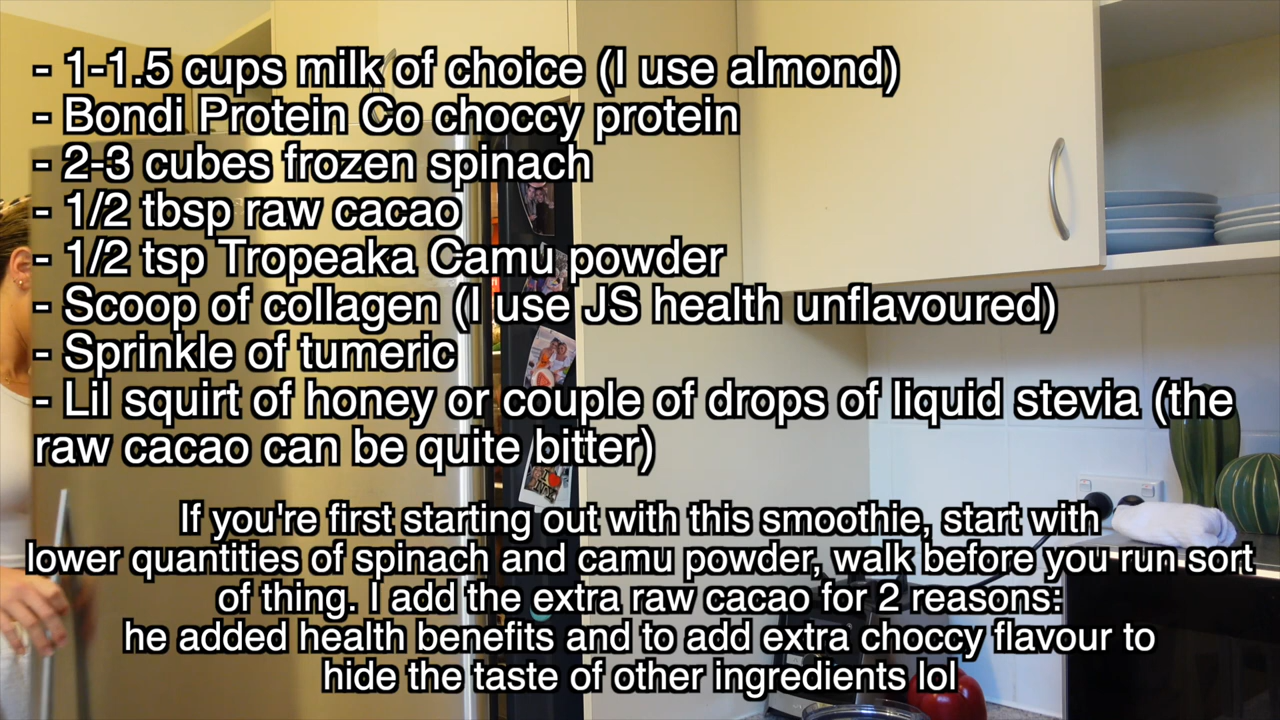 - 1-1.5 cups milk of choice (I use almond)
- Bondi Protein Co choccy protein
- 2-3 cubes frozen spinach
- 1/2 tbsp raw cacao
- 1/2 tsp Tropeaka Camu powder
- Scoop of collagen (I use JS health unflavoured)
- Sprinkle of tumeric
- Lil squirt of honey or couple of drops of liquid stevia (the
raw cacao can be quite bitter)
If you're first starting out with this smoothie, start with
lower quantities of spinach and camu powder, walk before you run sort
of thing. I add the extra raw cacao for 2 reasons:
he added health benefits and to add extra choccy flavour to
hide the taste of other ingredients lol